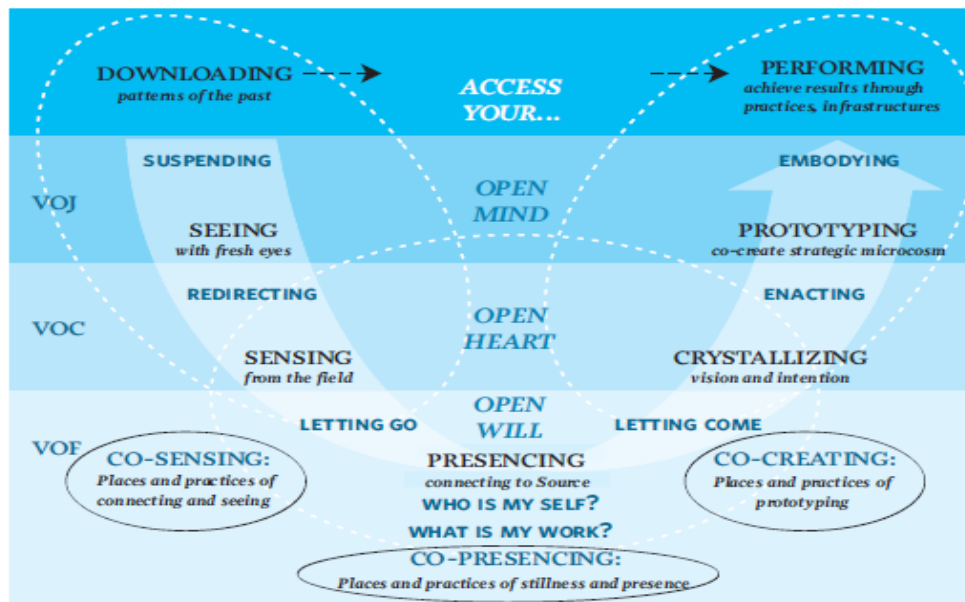 DOWNLOADING
patterns of the past
ACCESS
YOUR...
PERFORMING
achieve results through
practices, infrastructures
SUSPENDING
EMBODYING
VOJ
OPEN
MIND
SEEING
with fresh eyes
PROTOTYPING
co-create strategic microcosm
REDIRECTING
ENACTING
VOC
OPEN
HEART
SENSING
from the field
CRYSTALLIZING
vision and intention
OPEN
WILL
LETTING GO
LETTING COME
VOF
CO-SENSING:
Places and practices of
connecting and seeing
PRESENCING
connecting to Source
WHO IS MY SELF?
WHAT IS MY WORK?
CO-CREATING:
Places and practices of
prototyping
CO-PRESENCING:
Places and practices of stillness and presence